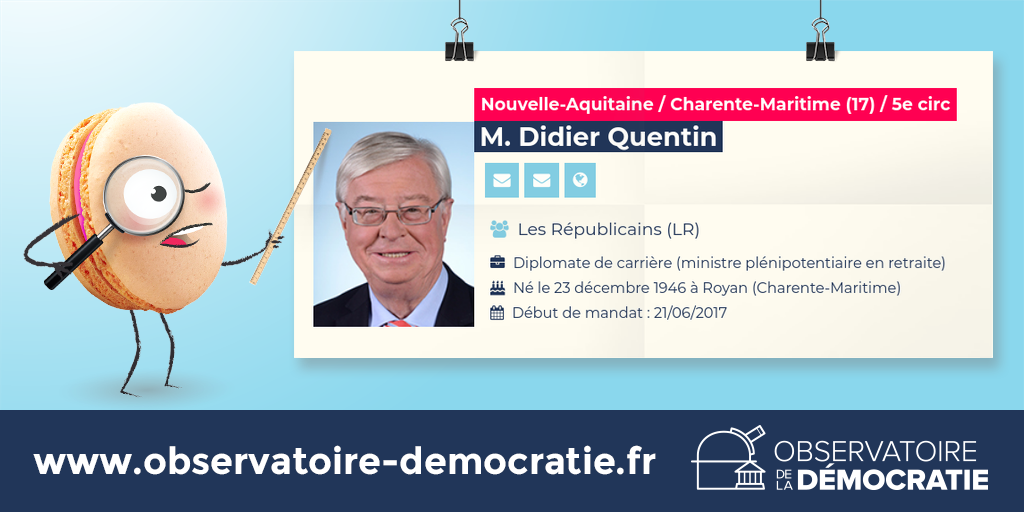 Nouvelle-Aquitaine / Charente-Maritime (17) / 5e circ
M. Didier Quentin
Les Républicains (LR)
Diplomate de carrière (ministre plénipotentiaire en retraite)
Né le 23 décembre 1946 à Royan (Charente-Maritime)
Début de mandat : 21/06/2017
www.observatoire-democratie.fr
OBSERVATOIRE
DE LA DÉMOCRATIE